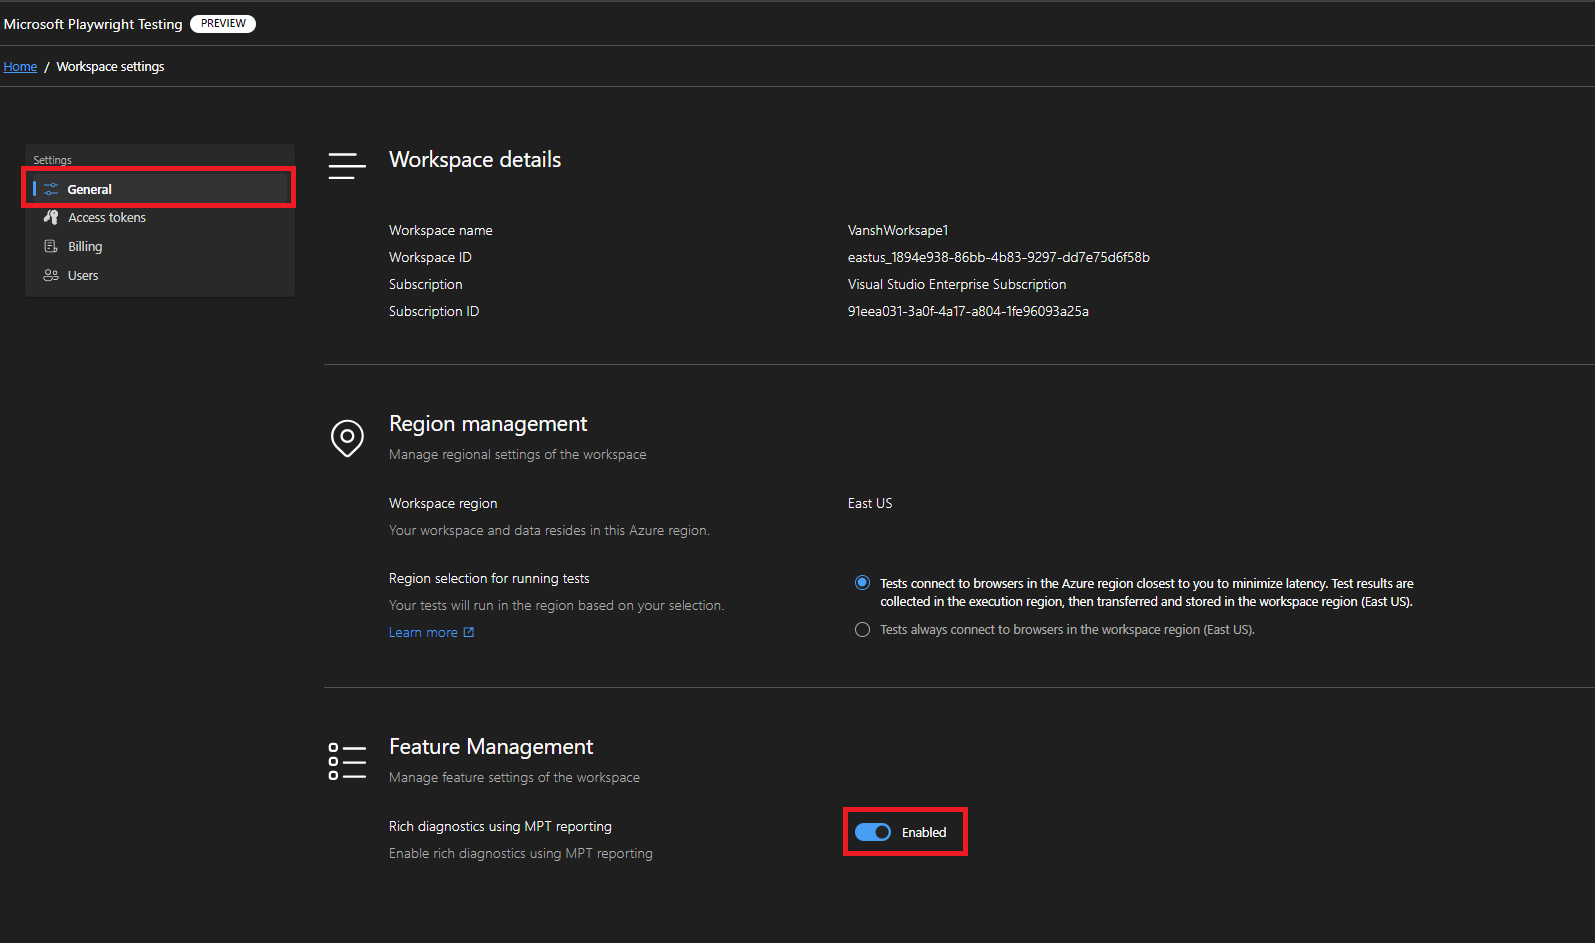 Microsoft Playwright Testing PREVIEW
Home / Workspace settings
Settings
General
Access tokens
Billing
Users
Workspace details
Workspace name VanshWorksape1
Workspace ID eastus_1894e938-86bb-4b83-9297-dd7e75d6f58b
Subscription Visual Studio Enterprise Subscription
Subscription ID 91eea031-3a0f-4a17-a804-1fe96093a25a
Region management
Manage regional settings of the workspace
Workspace region East US
Your workspace and data resides in this Azure region.
Region selection for running tests
Your tests will run in the region based on your selection.
Learn more
Tests connect to browsers in the Azure region closest to you to minimize latency. Test results are
collected in the execution region, then transferred and stored in the workspace region (East US).
Tests always connect to browsers in the workspace region (East US).
Feature Management
Manage feature settings of the workspace
Rich diagnostics using MPT reporting Enabled
Enable rich diagnostics using MPT reporting